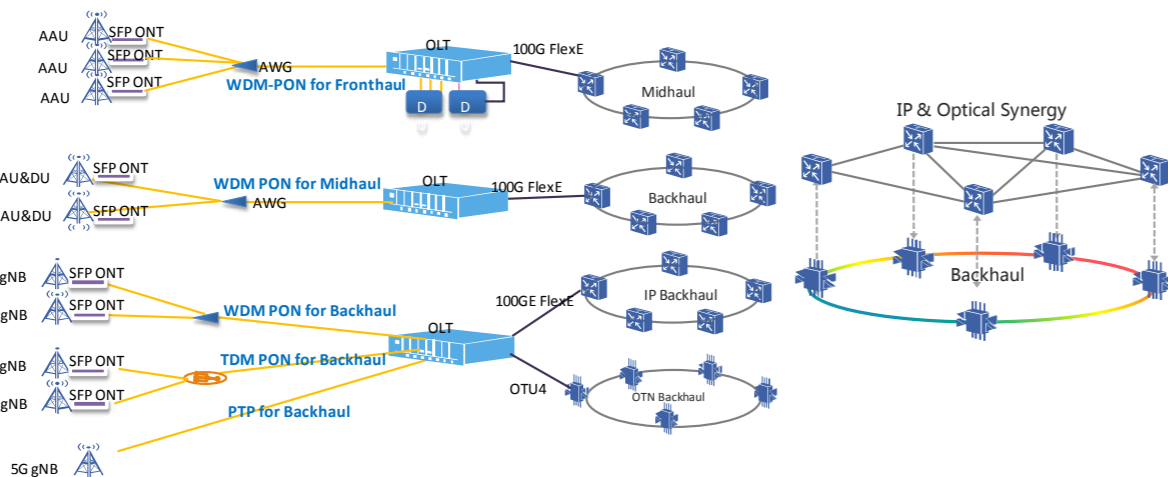 AAU SFP ONT
AAU SFP ONT
AAU SFP ONT
AWG
WDM-PON for Fronthaul
OLT
D
D
100G FlexE
Midhaul
AU&DU SFP ONT
AU&DU SFP ONT
AWG
WDM PON for Midhaul
OLT
100G FlexE
Backhaul
gNB SFP ONT
gNB SFP ONT
WDM PON for Backhaul
gNB SFP ONT
gNB SFP ONT
TDM PON for Backhaul
PTP for Backhaul
5G gNB
OLT
100GE FlexE
IP Backhaul
OTU4
OTN Backhaul
IP & Optical Synergy
Backhaul